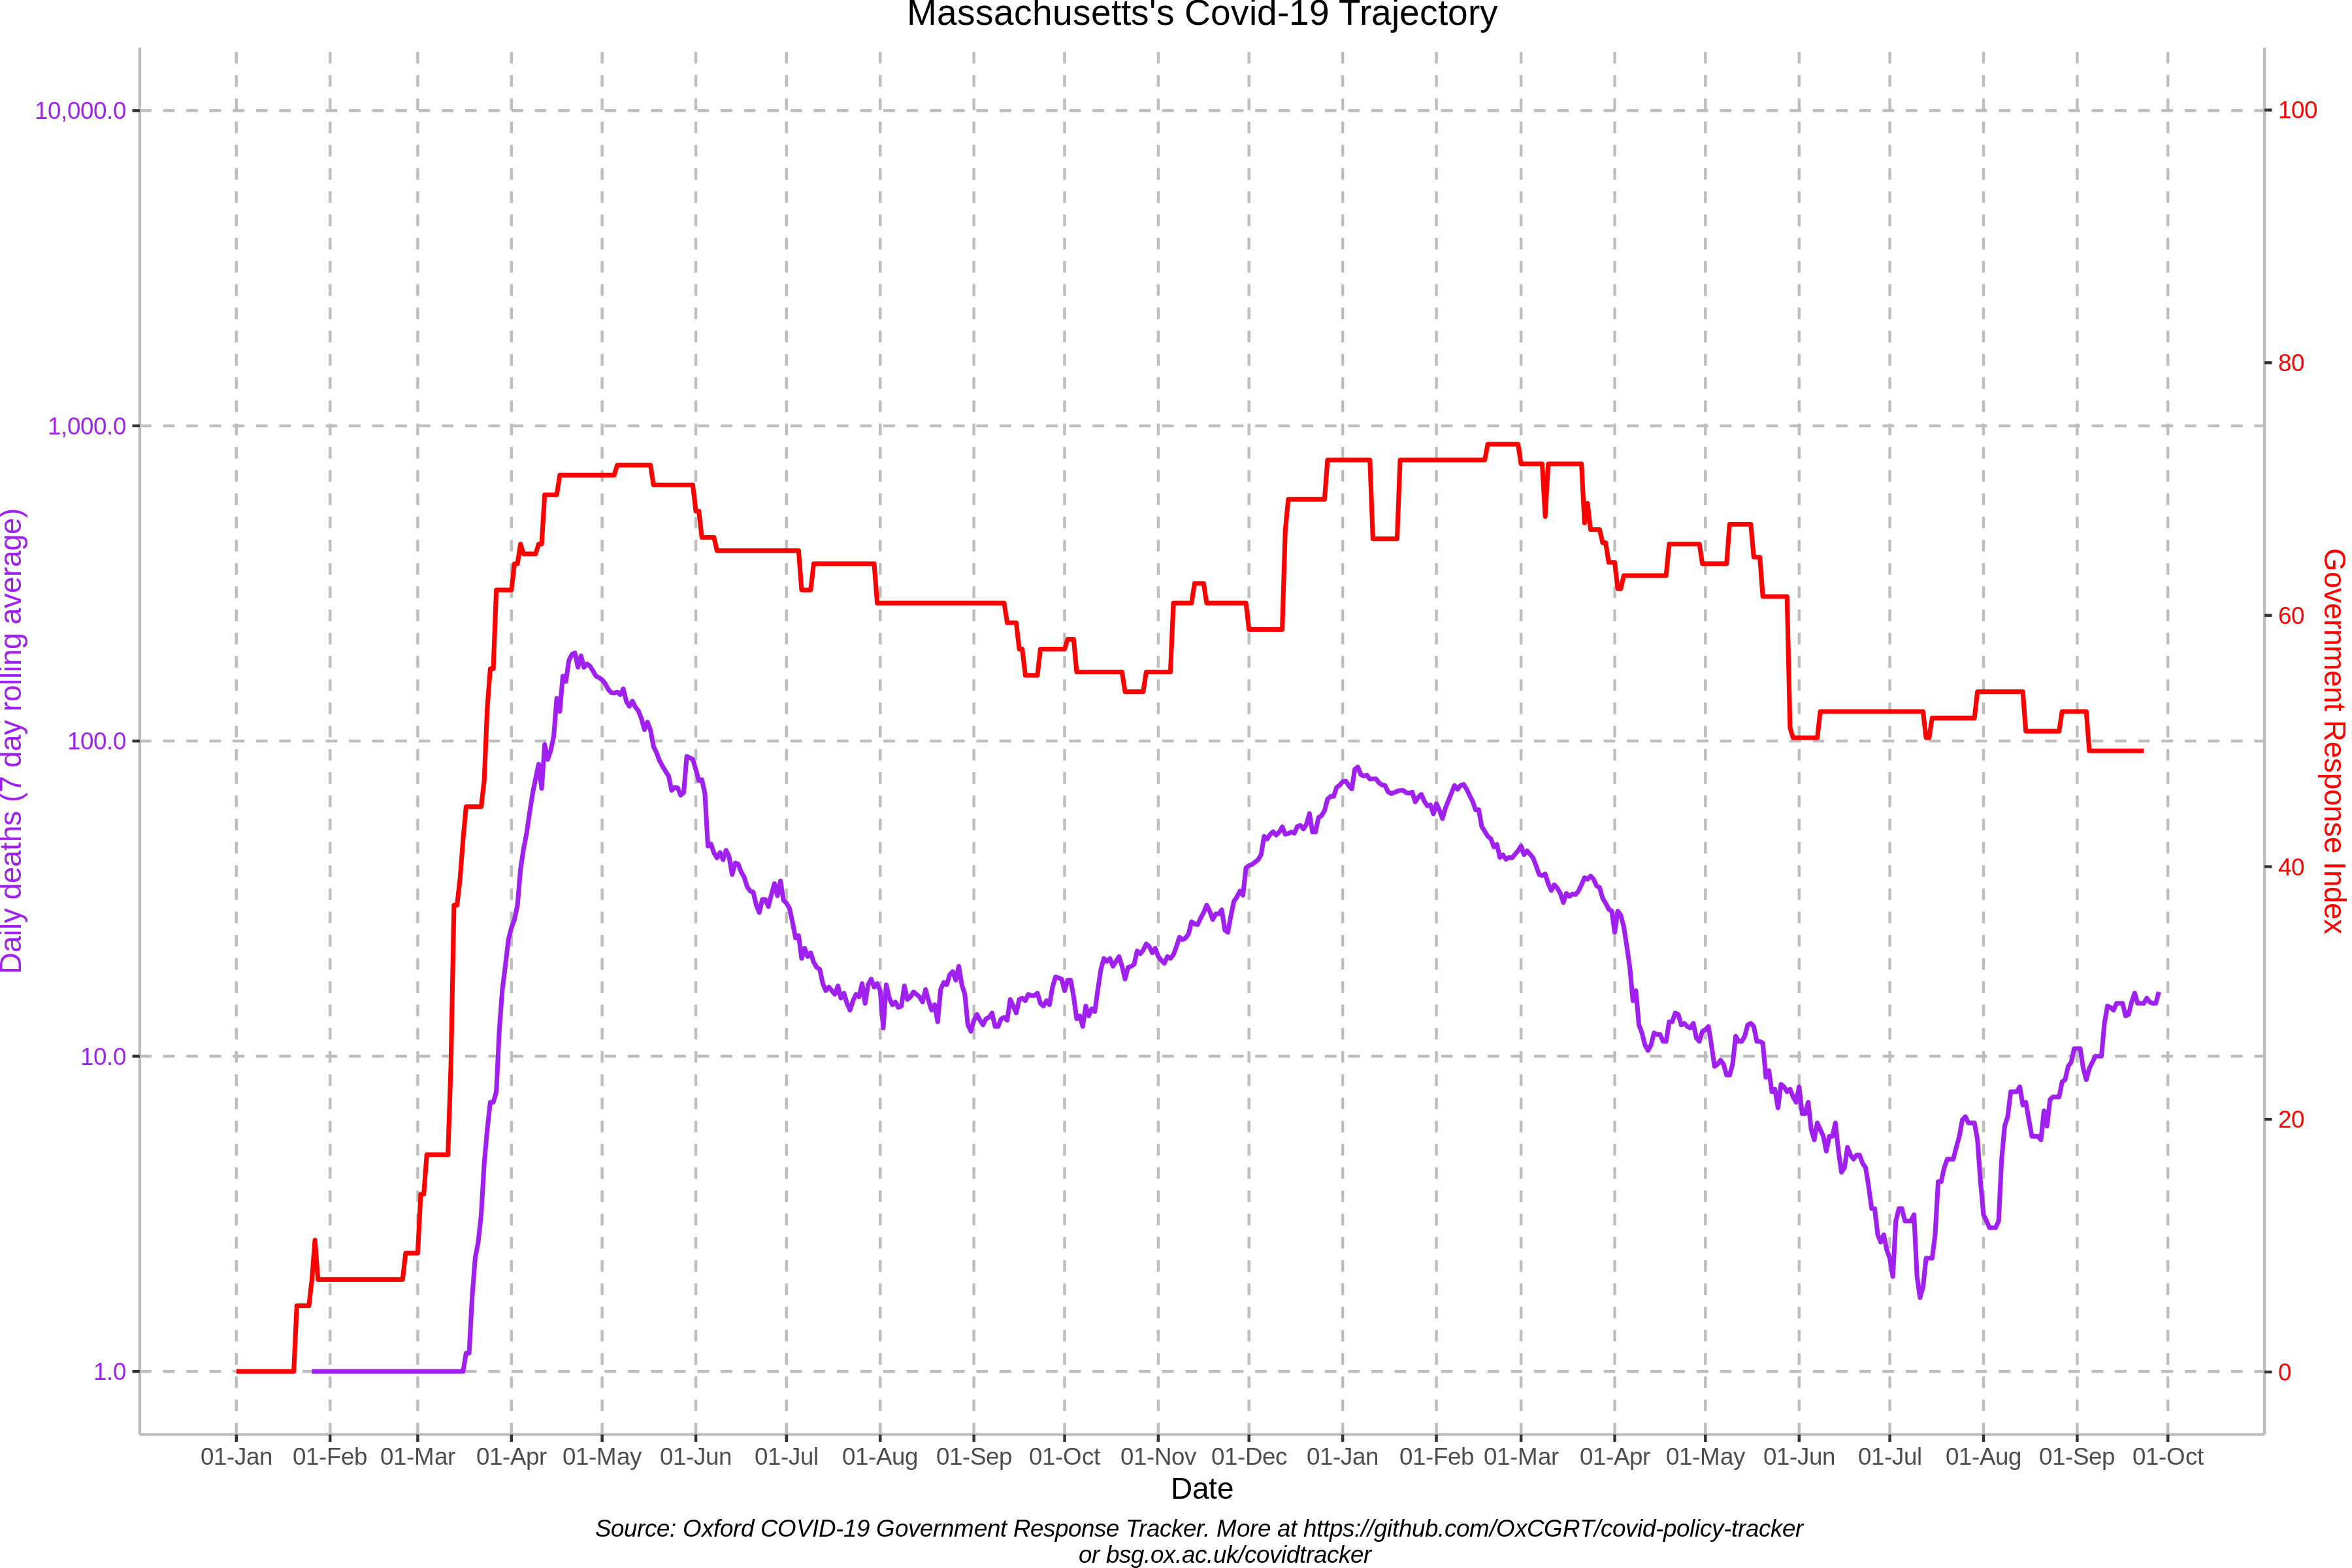 Massachusetts's Covid-19 Trajectory
10,000.0
1,000.0
100.0
10.0
1.0
Daily deaths (7 day rolling average)
100
80
60
40
20
0
Government Response Index
01-Jan 01-Feb 01-Mar 01-Apr 01-May 01-Jun 01-Jul 01-Aug 01-Sep 01-Oct 01-Nov 01-Dec 01-Jan 01-Feb 01-Mar 01-Apr 01-May 01-Jun 01-Jul 01-Aug 01-Sep 01-Oct
Date
Source: Oxford COVID-19 Government Response Tracker. More at https://github.com/OxCGRT/covid-policy-tracker
or bsg.ox.ac.uk/covidtracker